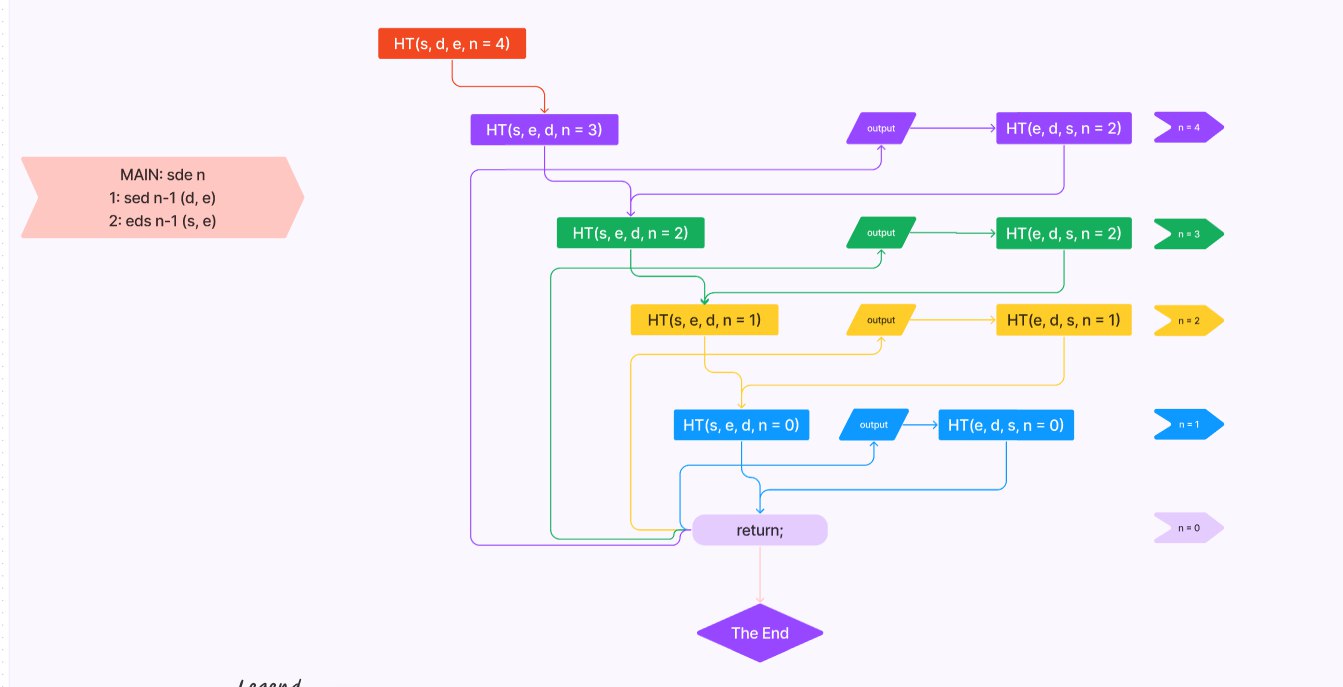 HT(s, d, e, n = 4)
HT(s, e, d, n = 3)
output
HT(e, d, s, n = 2)
n = 4
MAIN: sde n
1: sed n-1 (d, e)
2: eds n-1 (s, e)
HT(s, e, d, n = 2)
output
HT(e, d, s, n = 2)
n = 3
HT(s, e, d, n = 1)
output
HT(e, d, s, n = 1)
n = 2
HT(s, e, d, n = 0)
output
HT(e, d, s, n = 0)
n = 1
return;
n = 0
The End
Legend